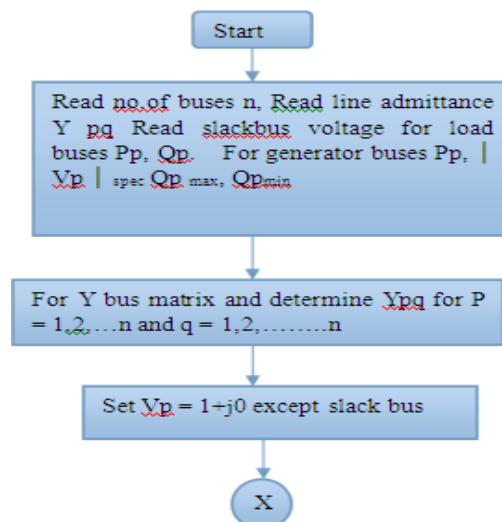 Start
Read no.of buses n, Read line admittance
Y pq Read slackbus voltage for load
buses Pp, Qp. For generator buses Pp, |
Vp | spec Qp max, Qpmin
For Y bus matrix and determine Ypq for P
= 1,2,...n and q = 1,2,........n
Set Vp = 1+j0 except slack bus
X